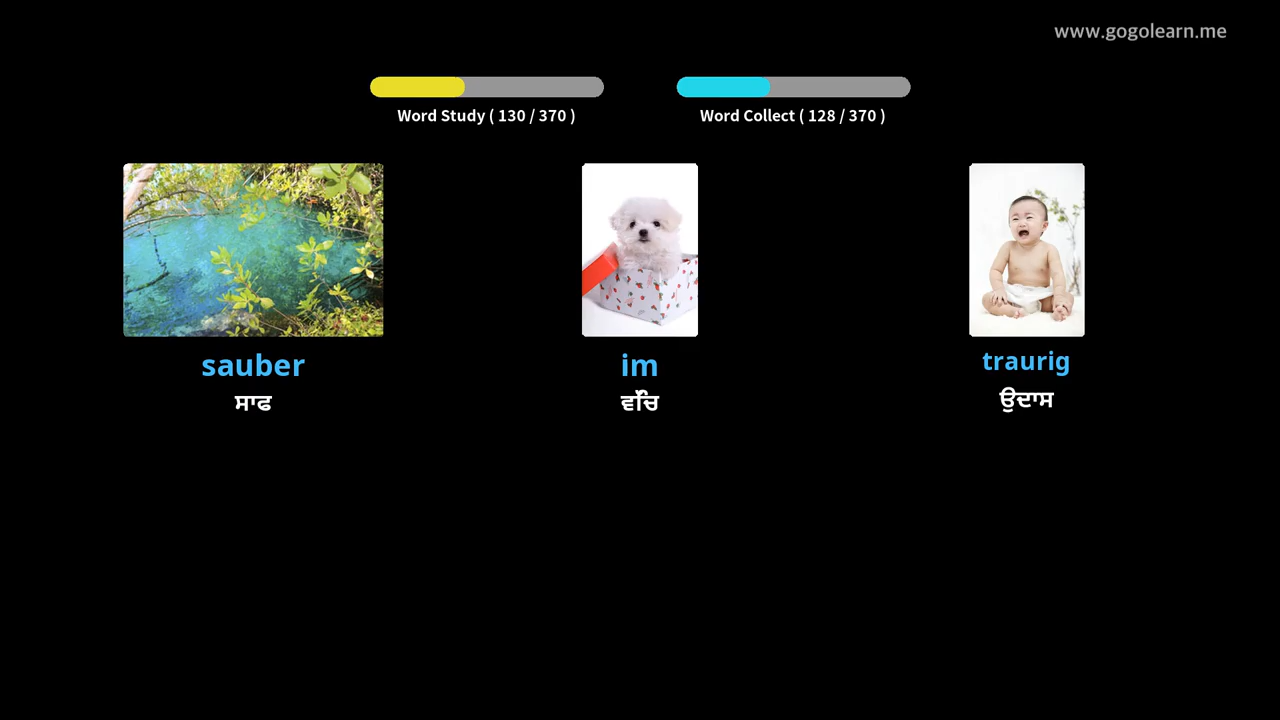 www.gogolearn.me
Word Study ( 130 / 370 )
Word Collect ( 128 / 370 )
sauber
im
traurig
ਸਾਫ
ਵਿੱਚ
ਉਦਾਸ